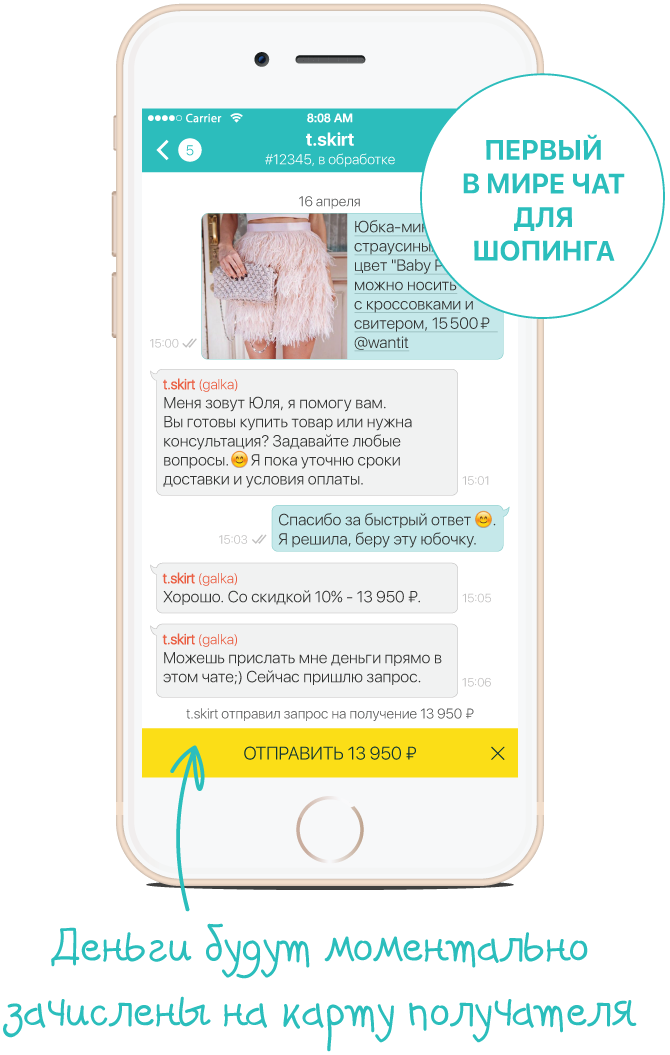 Carrier
8:08 AM
5
t.skirt
#12345, в обработке
ПЕРВЫЙ
В МИРЕ ЧАТ
ДЛЯ
ШОПИНГА
16 апреля
страусины
цвет "Baby P
можно носить
с кроссовками и
свитером, 15 500 ₽
@wantit
15:00
t.skirt (galka)
Меня зовут Юля, я помогу вам.
Вы готовы купить товар или нужна
консультация? Задавайте любые
вопросы.😊 Я пока уточню сроки
доставки и условия оплаты.
15:01
Спасибо за быстрый ответ 😊.
Я решила, беру эту юбочку.
15:03
t.skirt (galka)
Хорошо. Со скидкой 10% - 13 950 ₽.
15:05
t.skirt (galka)
Можешь прислать мне деньги прямо в
этом чате;) Сейчас пришлю запрос.
15:06
t.skirt отправил запрос на получение 13 950 ₽
ОТПРАВИТЬ 13 950 ₽
Деньги будут моментально
зачислены на карту получателя